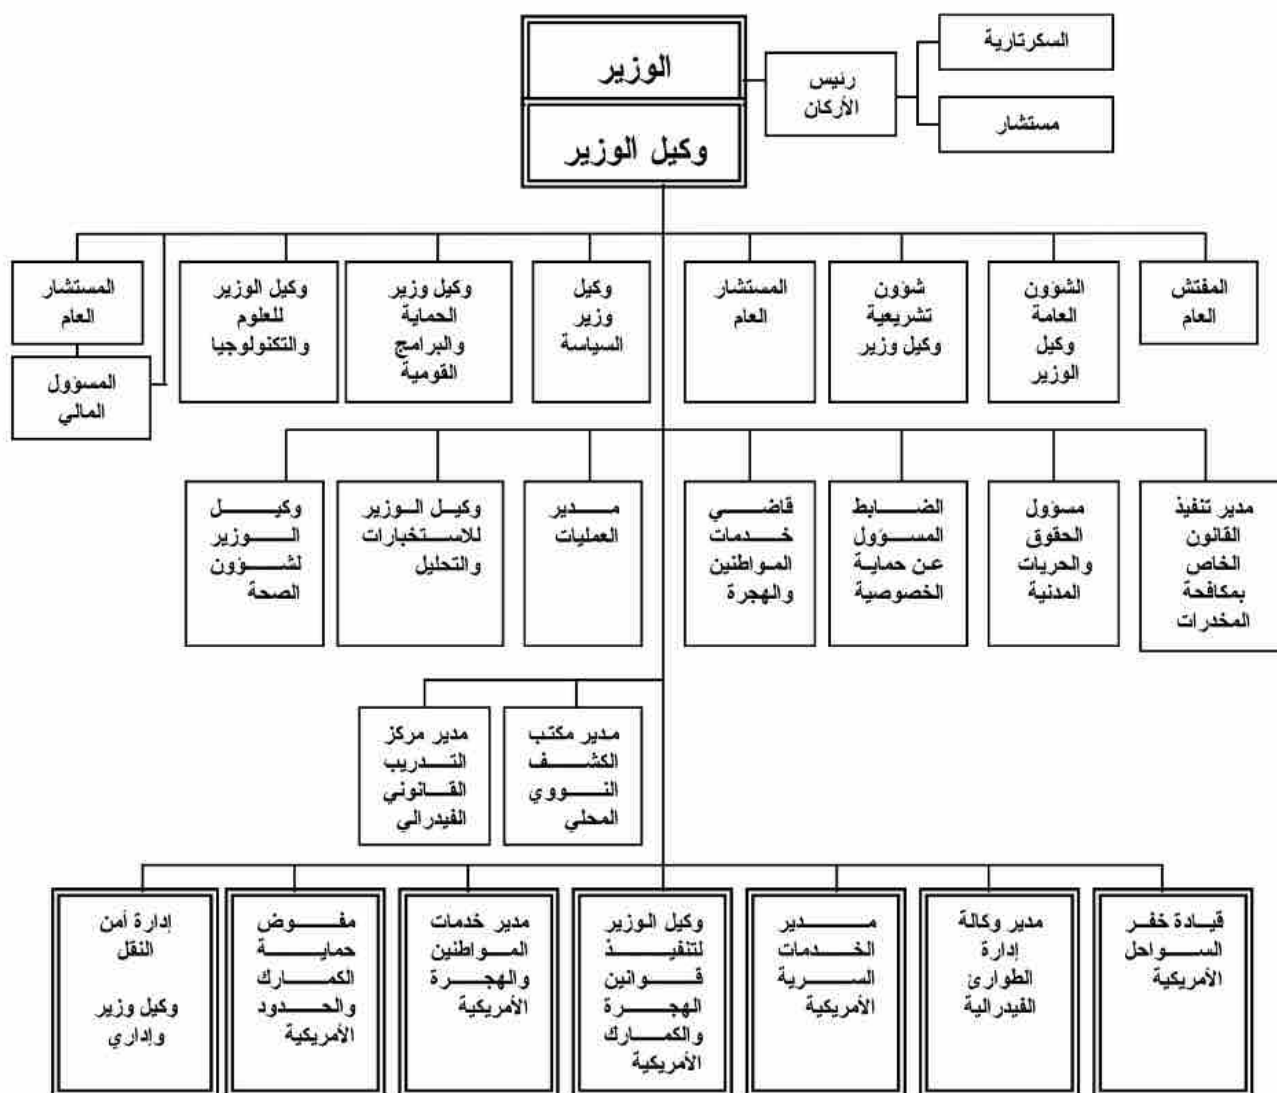 الوزير
وكيل الوزير
رئيس
الأركان
السكرتارية
مستشار
المفتش
العام
الشؤون
العامة
وكيل
الوزير
شؤون
تشريعية
وكيل وزير
المستشار
العام
وكيل
وزير
السياسة
وكيل وزير
الحماية
والبرامج
القومية
وكيل الوزير
للعلوم
والتكنولوجيا
المستشار
العام
المسؤول
المالي
مدير تنفيذ
القانون
الخاص
بمكافحة
المخدرات
مسؤول
الحقوق
والحريات
المدنية
الضابط
المسؤول
عن حماية
الخصوصية
قاضي
خدمات
المواطنين
والهجرة
مدير
العمليات
وكيل الوزير
للاستخبارات
والتحليل
وكيل
الوزير
لشؤون
الصحة
مدير مكتب
الكشف
النووي
المحلي
مدير مركز
التدريب
القانوني
الفيدرالي
قيادة خفر
السواحل
الأمريكية
مدير وكالة
إدارة
الطوارئ
الفيدرالية
مدير
الخدمات
السرية
الأمريكية
وكيل الوزير
لتنفيذ
قوانين
الهجرة
والكمارك
الأمريكية
مدير خدمات
المواطنين
والهجرة
الأمريكية
مفوض
حماية
الكمارك
والحدود
الأمريكية
إدارة أمن
النقل
وكيل وزير
وإداري